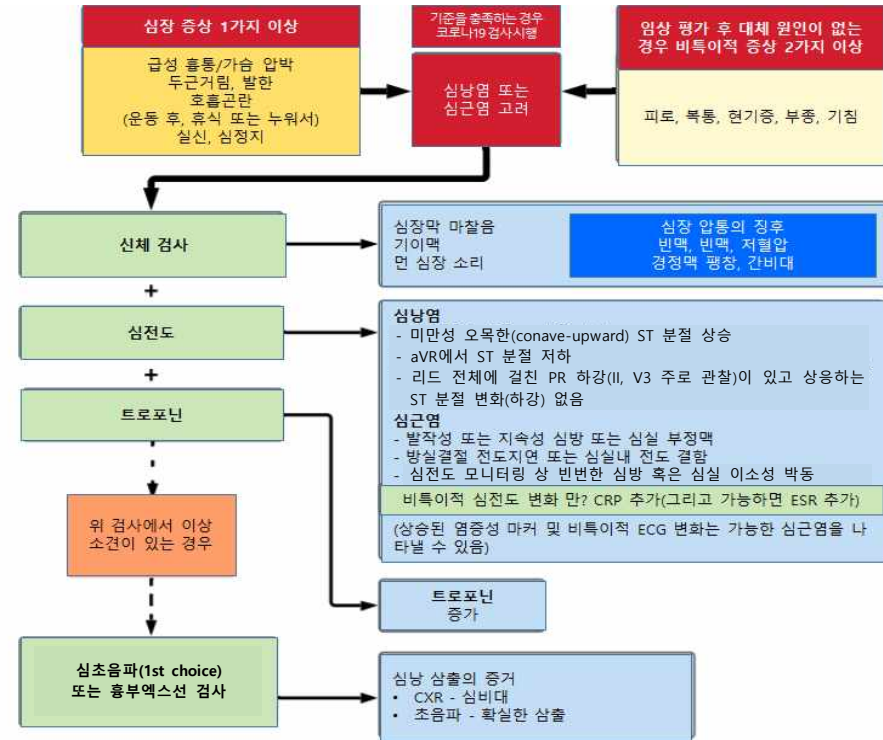 심장 증상 1가지 이상
급성 흉통/가슴 압박
두근거림, 발한
호흡곤란
(운동 후, 휴식 또는 누워서)
실신, 심정지
기준을 충족하는 경우
코로나19 검사시행
심낭염 또는
심근염 고려
임상 평가 후 대체 원인이 없는
경우 비특이적 증상 2가지 이상
피로, 복통, 현기증, 부종, 기침
신체 검사
심장막 마찰음
기이맥
먼 심장 소리
심장 압통의 징후
빈맥, 빈맥, 저혈압
경정맥 팽창, 간비대
+
심전도
심낭염
- 미만성 오목한(conave-upward) ST 분절 상승
- aVR에서 ST 분절 저하
- 리드 전체에 걸친 PR 하강(II, V3 주로 관찰)이 있고 상응하는
ST 분절 변화(하강) 없음
심근염
- 발작성 또는 지속성 심방 또는 심실 부정맥
- 방실결절 전도지연 또는 심실내 전도 결함
- 심전도 모니터링 상 빈번한 심방 혹은 심실 이소성 박동
비특이적 심전도 변화 만? CRP 추가(그리고 가능하면 ESR 추가)
(상승된 염증성 마커 및 비특이적 ECG 변화는 가능한 심근염을 나
타낼 수 있음)
+
트로포닌
위 검사에서 이상
소견이 있는 경우
트로포닌
증가
심초음파(1st choice)
또는 흉부엑스선 검사
심낭 삼출의 증거
• CXR - 심비대
• 초음파 - 확실한 삼출